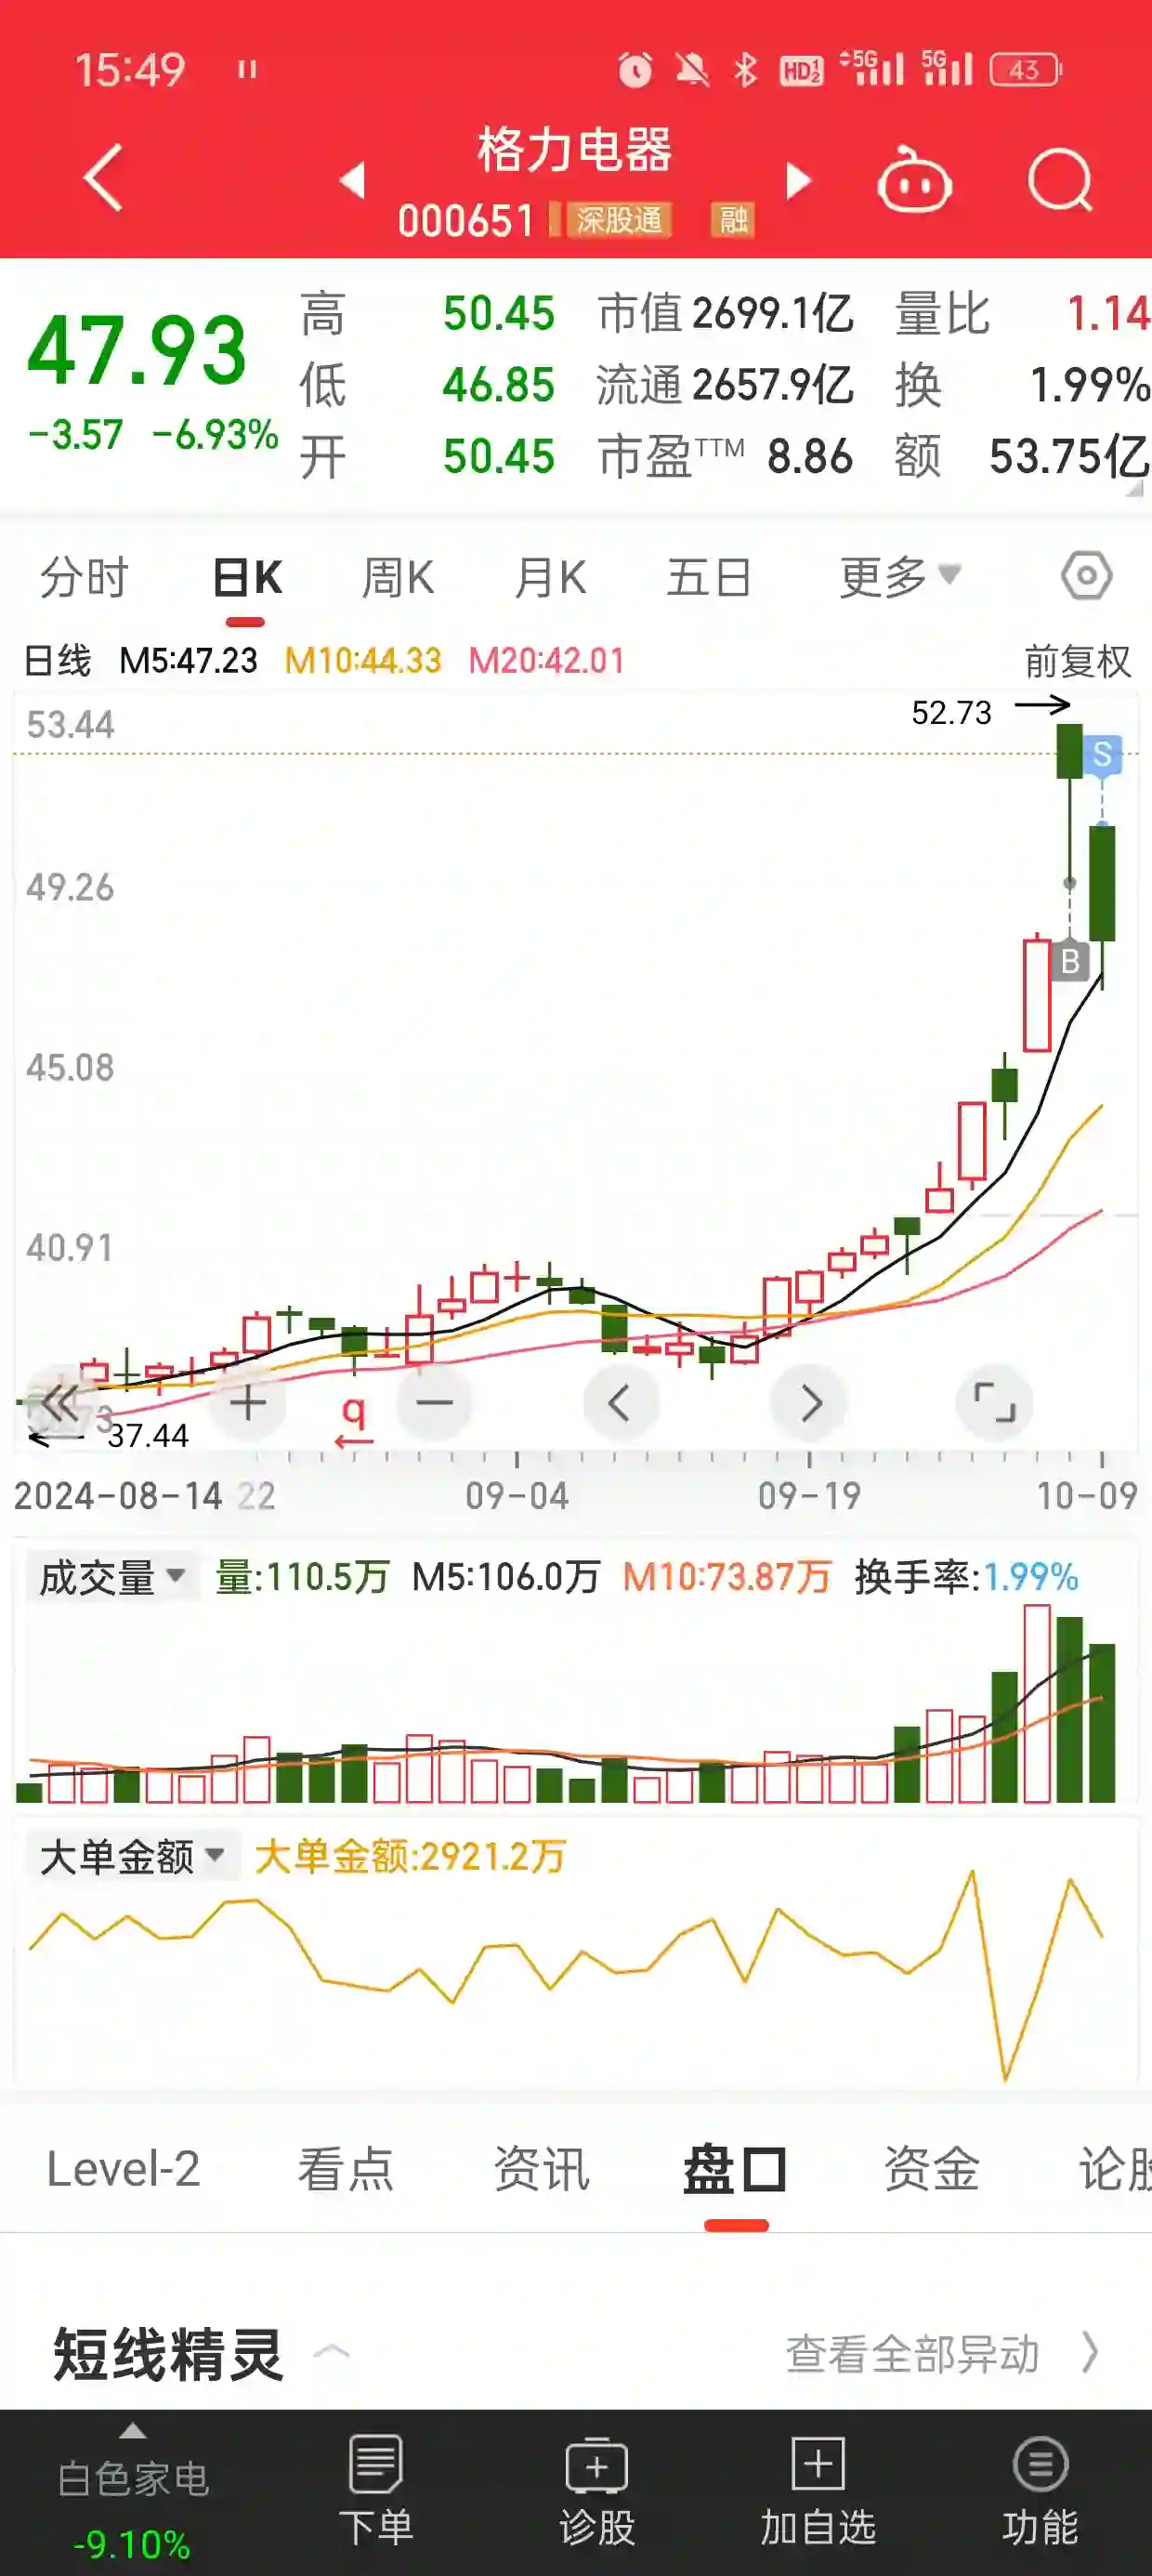 15:49
HD 1 2 5G 5G 43
格力电器
000651 深股通 融
47.93
-3.57 -6.93%
高 50.45 市值 2699.1亿 量比 1.14
低 46.85 流通 2657.9亿 换 1.99%
开 50.45 市盈TTM 8.86 额 53.75亿
分时 日K 周K 月K 五日 更多
日线 M5:47.23 M10:44.33 M20:42.01 前复权
53.44
52.73
S
49.26
B
45.08
40.91
q
37.44
2024-08-14 22 09-04 09-19 10-09
成交量 量:110.5万 M5:106.0万 M10:73.87万 换手率:1.99%
大单金额 大单金额:2921.2万
Level-2 看点 资讯 盘口 资金 论股
短线精灵 查看全部异动
白色家电
-9.10%
下单 诊股 加自选 功能